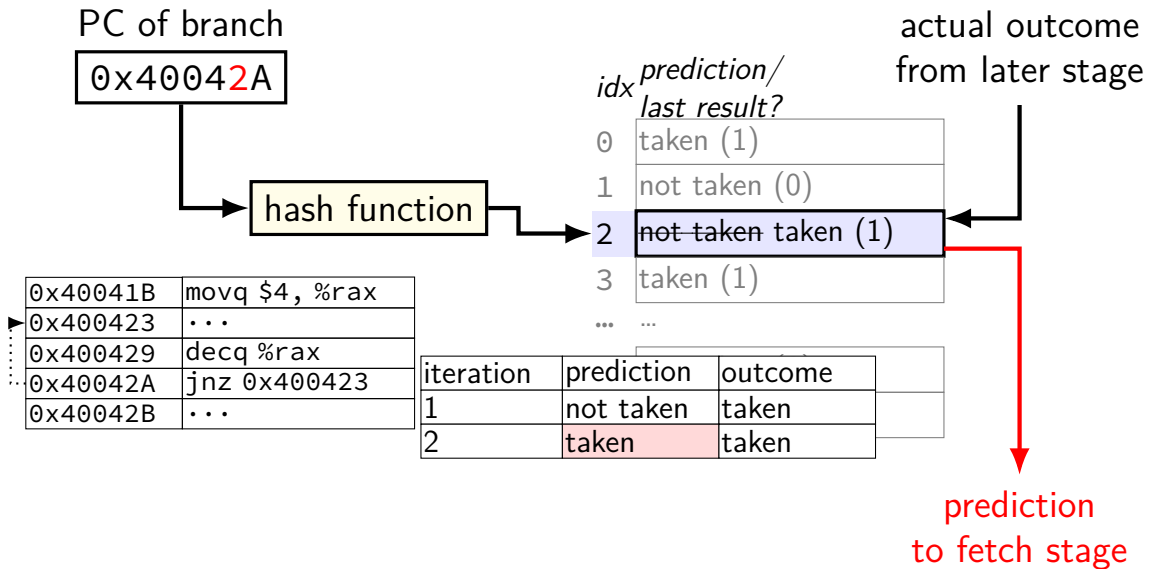 PC of branch
0x40042A
actual outcome
from later stage
idx prediction/
last result?
0 taken (1)
1 not taken (0)
2 not taken taken (1)
3 taken (1)
... ...
hash function
0x40041B movq $4, %rax
0x400423 ...
0x400429 decq %rax
0x40042A jnz 0x400423
0x40042B ...
iteration prediction outcome
1 not taken taken
2 taken taken
prediction
to fetch stage